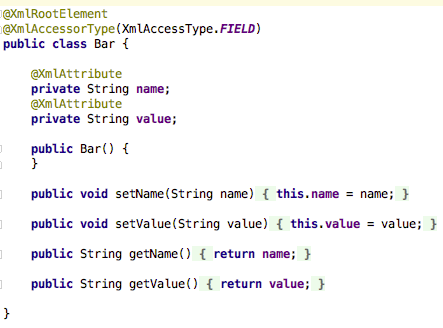 @XmlRootElement
@XmlAccessorType(XmlAccessType.FIELD)
public class Bar {
@XmlAttribute
private String name;
@XmlAttribute
private String value;
public Bar() {
}
public void setName(String name) { this.name = name; }
public void setValue(String value) { this.value = value; }
public String getName() { return name; }
public String getValue() { return value; }
}